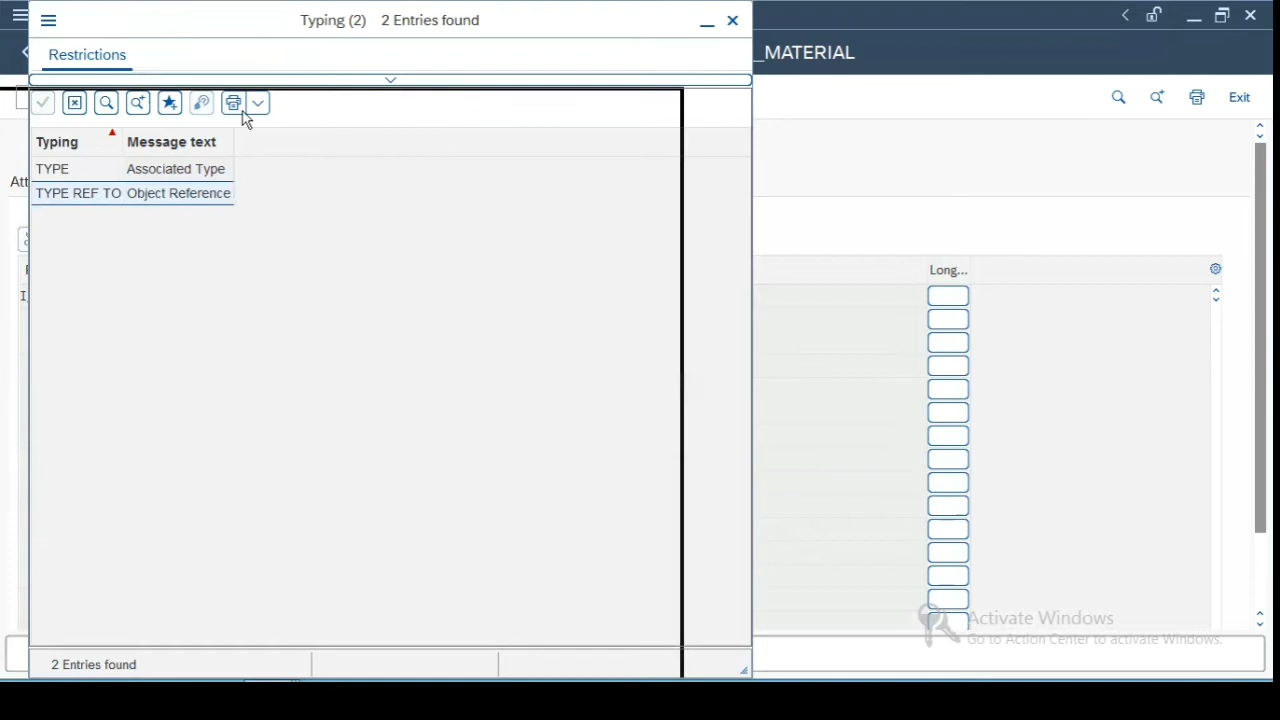 Typing (2) 2 Entries found
_MATERIAL
Restrictions
Exit
Typing Message text
TYPE Associated Type
TYPE REF TO Object Reference
Att
Long...
I
Activate Windows
Go to Action Center to activate Windows.
2 Entries found